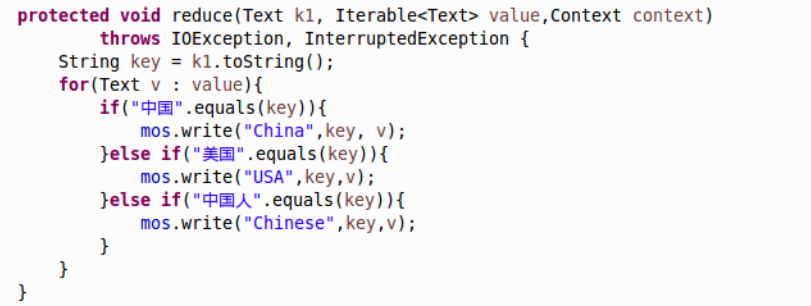 protected void reduce(Text k1, Iterable<Text> value,Context context)
        throws IOException, InterruptedException {
    String key = k1.toString();
    for(Text v : value){
        if("中国".equals(key)){
            mos.write("China",key, v);
        }else if("美国".equals(key)){
            mos.write("USA",key,v);
        }else if("中国人".equals(key)){
            mos.write("Chinese",key,v);
        }
    }
}